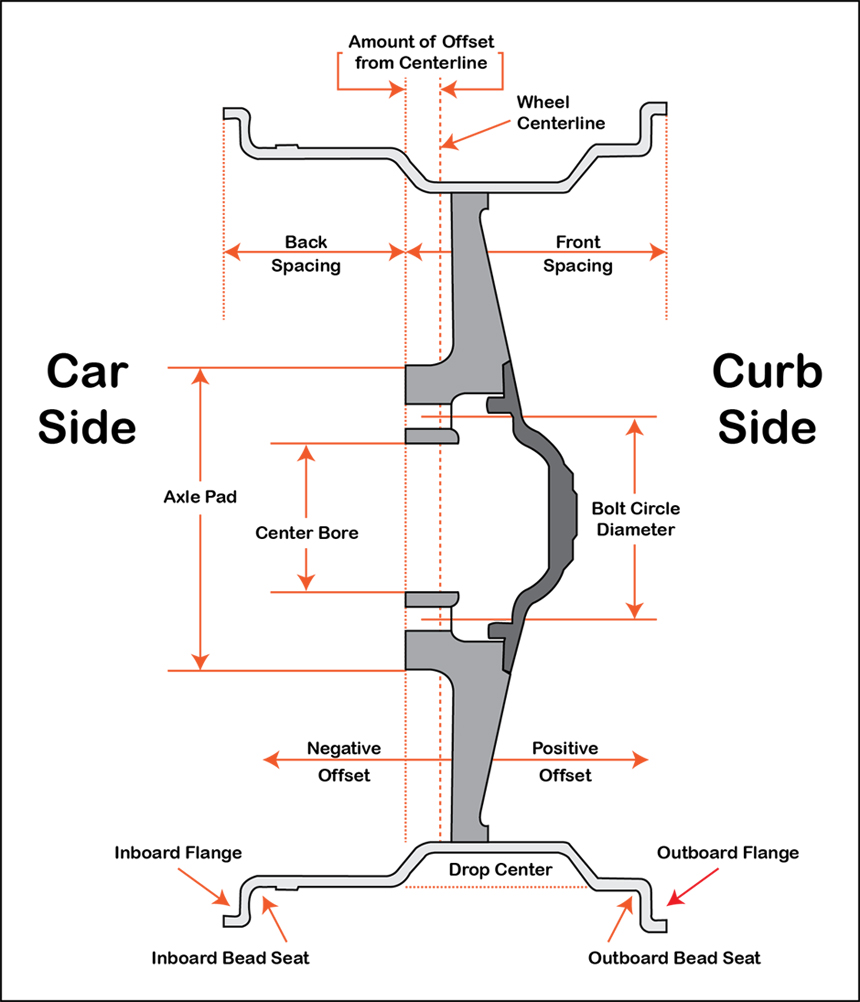 Amount of Offset
from Centerline
Wheel
Centerline
Back
Spacing
Front
Spacing
Car
Side
Curb
Side
Axle Pad
Center Bore
Bolt Circle
Diameter
Negative
Offset
Positive
Offset
Inboard Flange
Drop Center
Outboard Flange
Inboard Bead Seat
Outboard Bead Seat